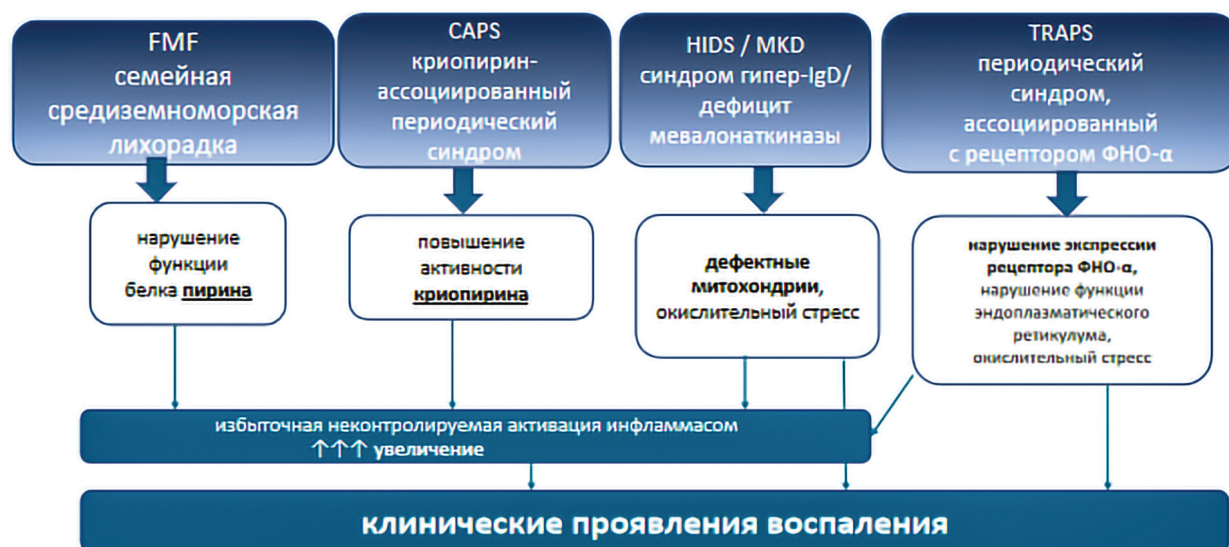 FMF
семейная
средиземноморская
лихорадка
CAPS
криопирин-
ассоциированный
периодический
синдром
HIDS / MKD
синдром гипер-IgD/
дефицит
мевалонаткиназы
TRAPS
периодический
синдром,
ассоциированный
с рецептором ФНО-α
нарушение
функции
белка пирина
повышение
активности
криопирина
дефектные
митохондрии,
окислительный стресс
нарушение экспрессии
рецептора ФНО-α,
нарушение функции
эндоплазматического
ретикулума,
окислительный стресс
избыточная неконтролируемая активация инфламмасом
↑↑↑ увеличение
клинические проявления воспаления